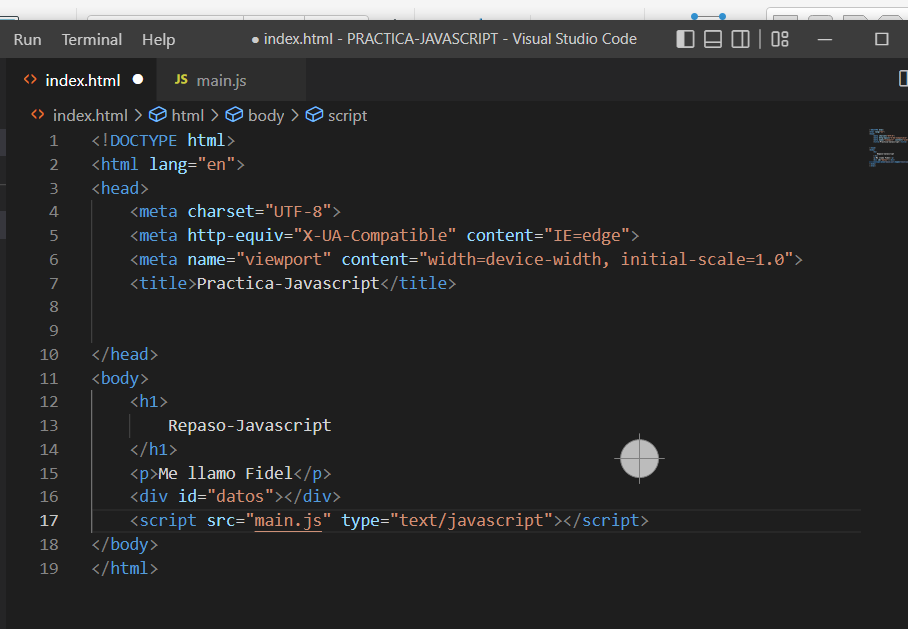 Run Terminal Help ● index.html - PRACTICA-JAVASCRIPT - Visual Studio Code
<> index.html ● JS main.js
<> index.html > html > body > script
1 <!DOCTYPE html>
2 <html lang="en">
3 <head>
4 <meta charset="UTF-8">
5 <meta http-equiv="X-UA-Compatible" content="IE=edge">
6 <meta name="viewport" content="width=device-width, initial-scale=1.0">
7 <title>Practica-Javascript</title>
8
9
10 </head>
11 <body>
12 <h1>
13 Repaso-Javascript
14 </h1>
15 <p>Me llamo Fidel</p>
16 <div id="datos"></div>
17 <script src="main.js" type="text/javascript"></script>
18 </body>
19 </html>